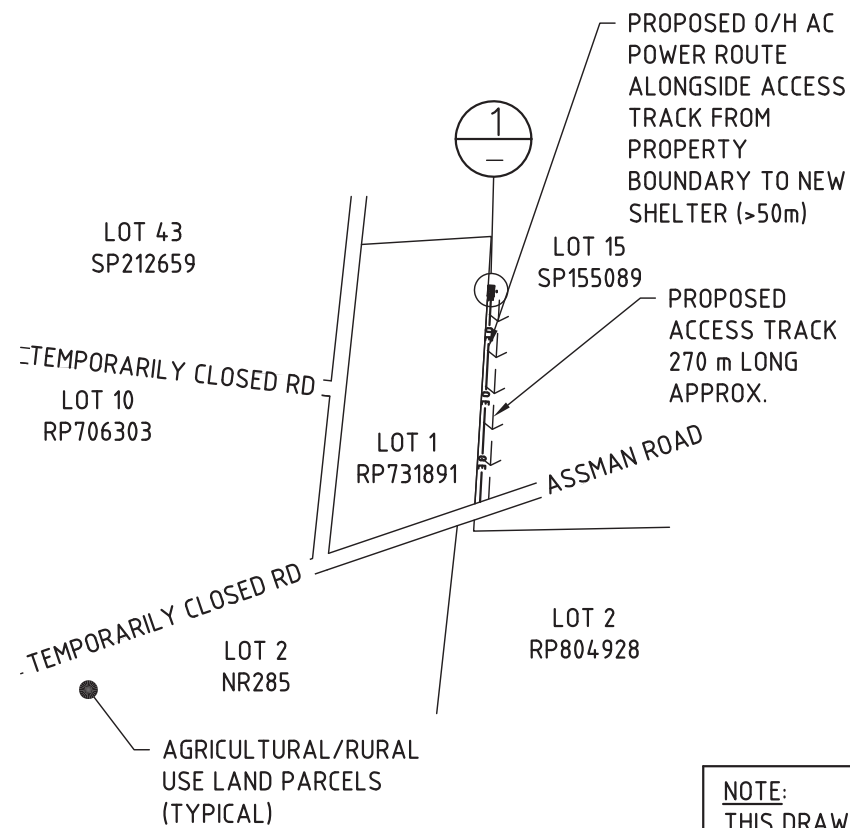 PROPOSED O/H AC
POWER ROUTE
ALONGSIDE ACCESS
TRACK FROM
PROPERTY
BOUNDARY TO NEW
SHELTER (>50m)
1
–
LOT 43
SP212659
LOT 15
SP155089
PROPOSED
ACCESS TRACK
270 m LONG
APPROX.
TEMPORARILY CLOSED RD
LOT 10
RP706303
LOT 1
RP731891
ASSMAN ROAD
TEMPORARILY CLOSED RD
LOT 2
RP804928
LOT 2
NR285
AGRICULTURAL/RURAL
USE LAND PARCELS
(TYPICAL)
NOTE: